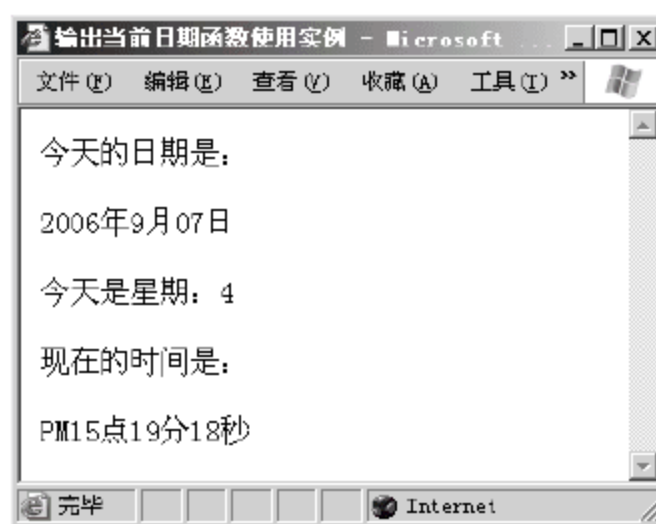 输出当前日期函数使用实例 - Microsoft ...
文件(F) 编辑(E) 查看(V) 收藏(A) 工具(T) »
今天的日期是:
2006年9月07日
今天是星期: 4
现在的时间是:
PM15点19分18秒
完毕 Internet